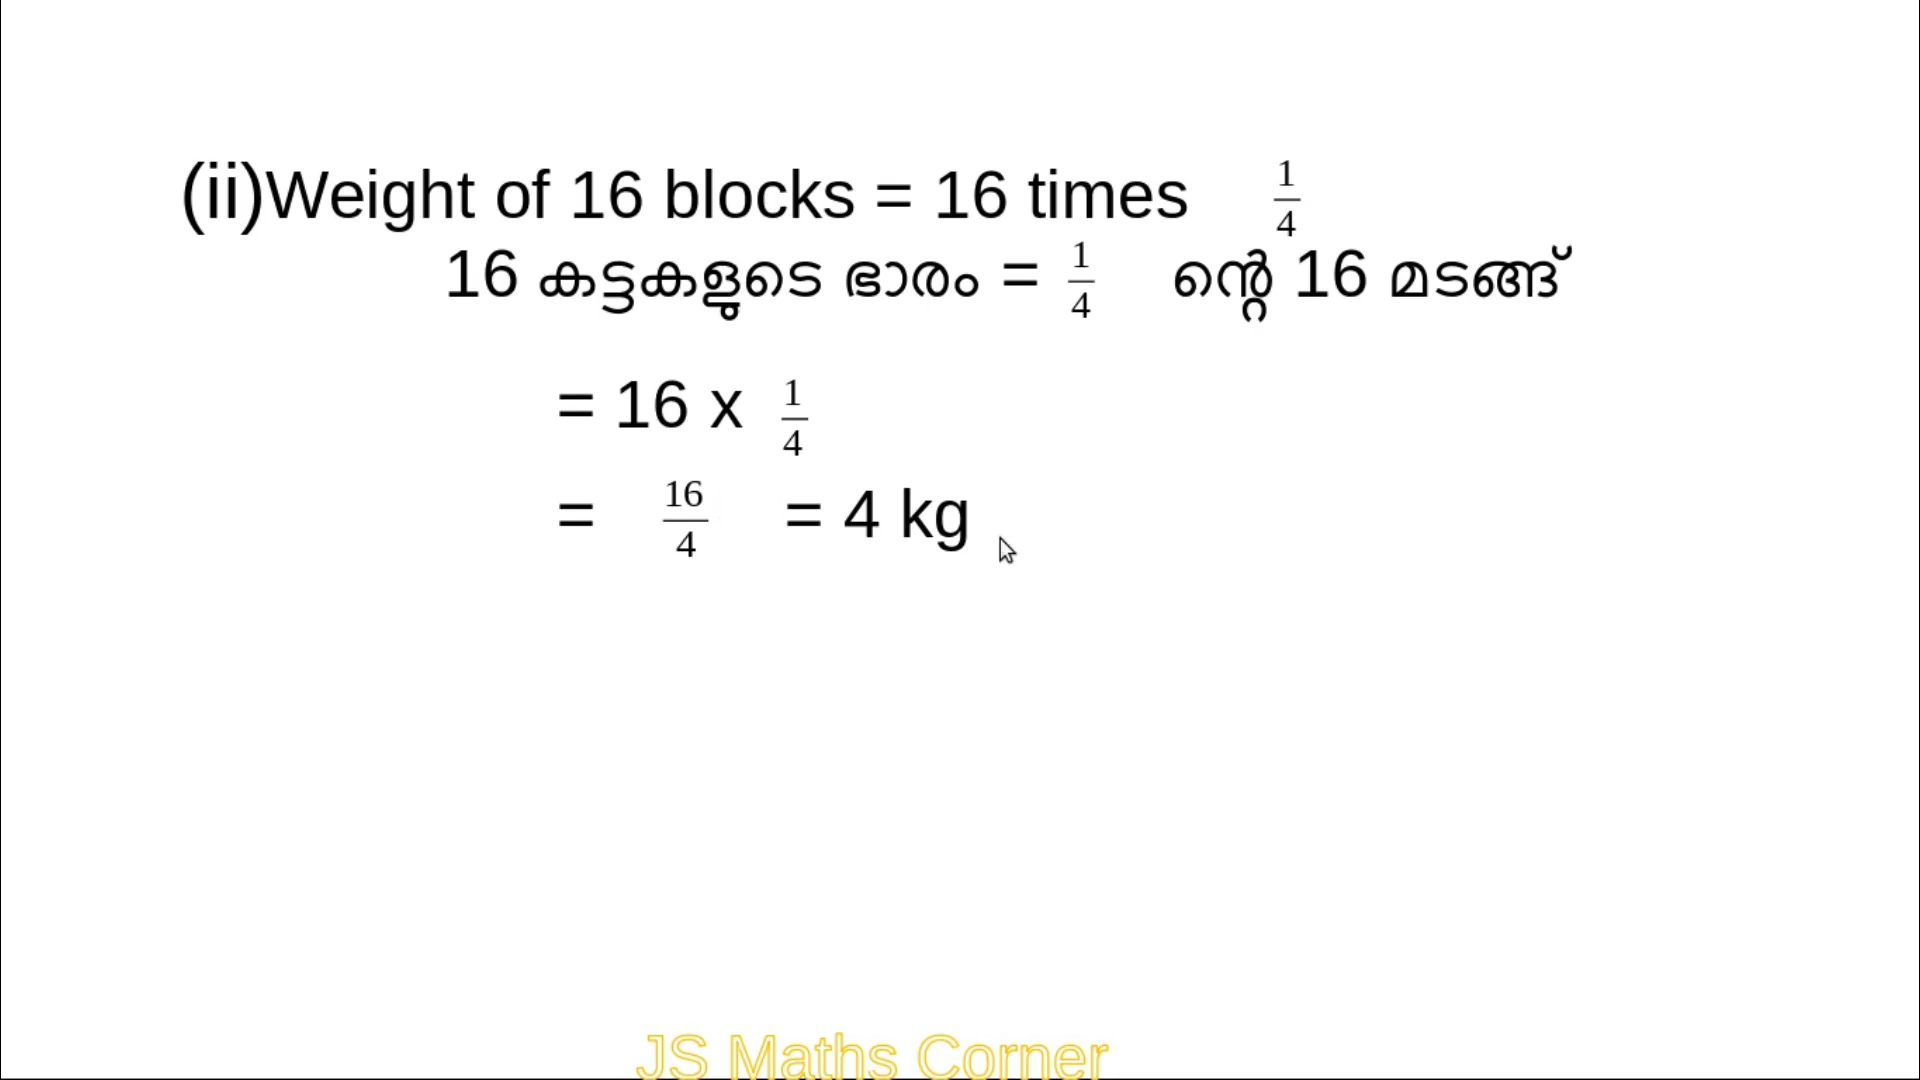 (ii)Weight of 16 blocks = 16 times 1/4
16 കട്ടകളുടെ ഭാരം = 1/4 ന്റെ 16 മടങ്ങ്
= 16 x 1/4
= 16/4 = 4 kg
JS Maths Corner